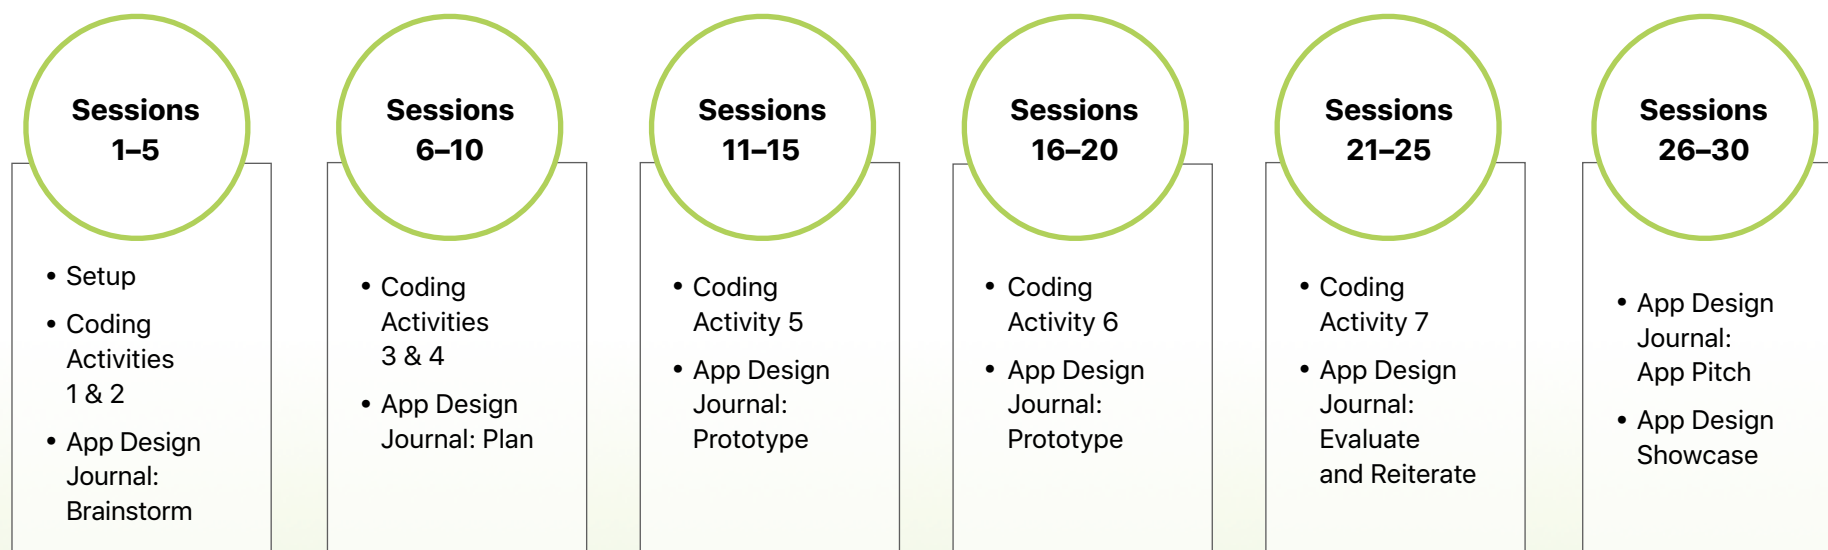 Sessions
1–5
• Setup
• Coding
Activities
1 & 2
• App Design
Journal:
Brainstorm
Sessions
6–10
• Coding
Activities
3 & 4
• App Design
Journal: Plan
Sessions
11–15
• Coding
Activity 5
• App Design
Journal:
Prototype
Sessions
16–20
• Coding
Activity 6
• App Design
Journal:
Prototype
Sessions
21–25
• Coding
Activity 7
• App Design
Journal:
Evaluate
and Reiterate
Sessions
26–30
• App Design
Journal:
App Pitch
• App Design
Showcase